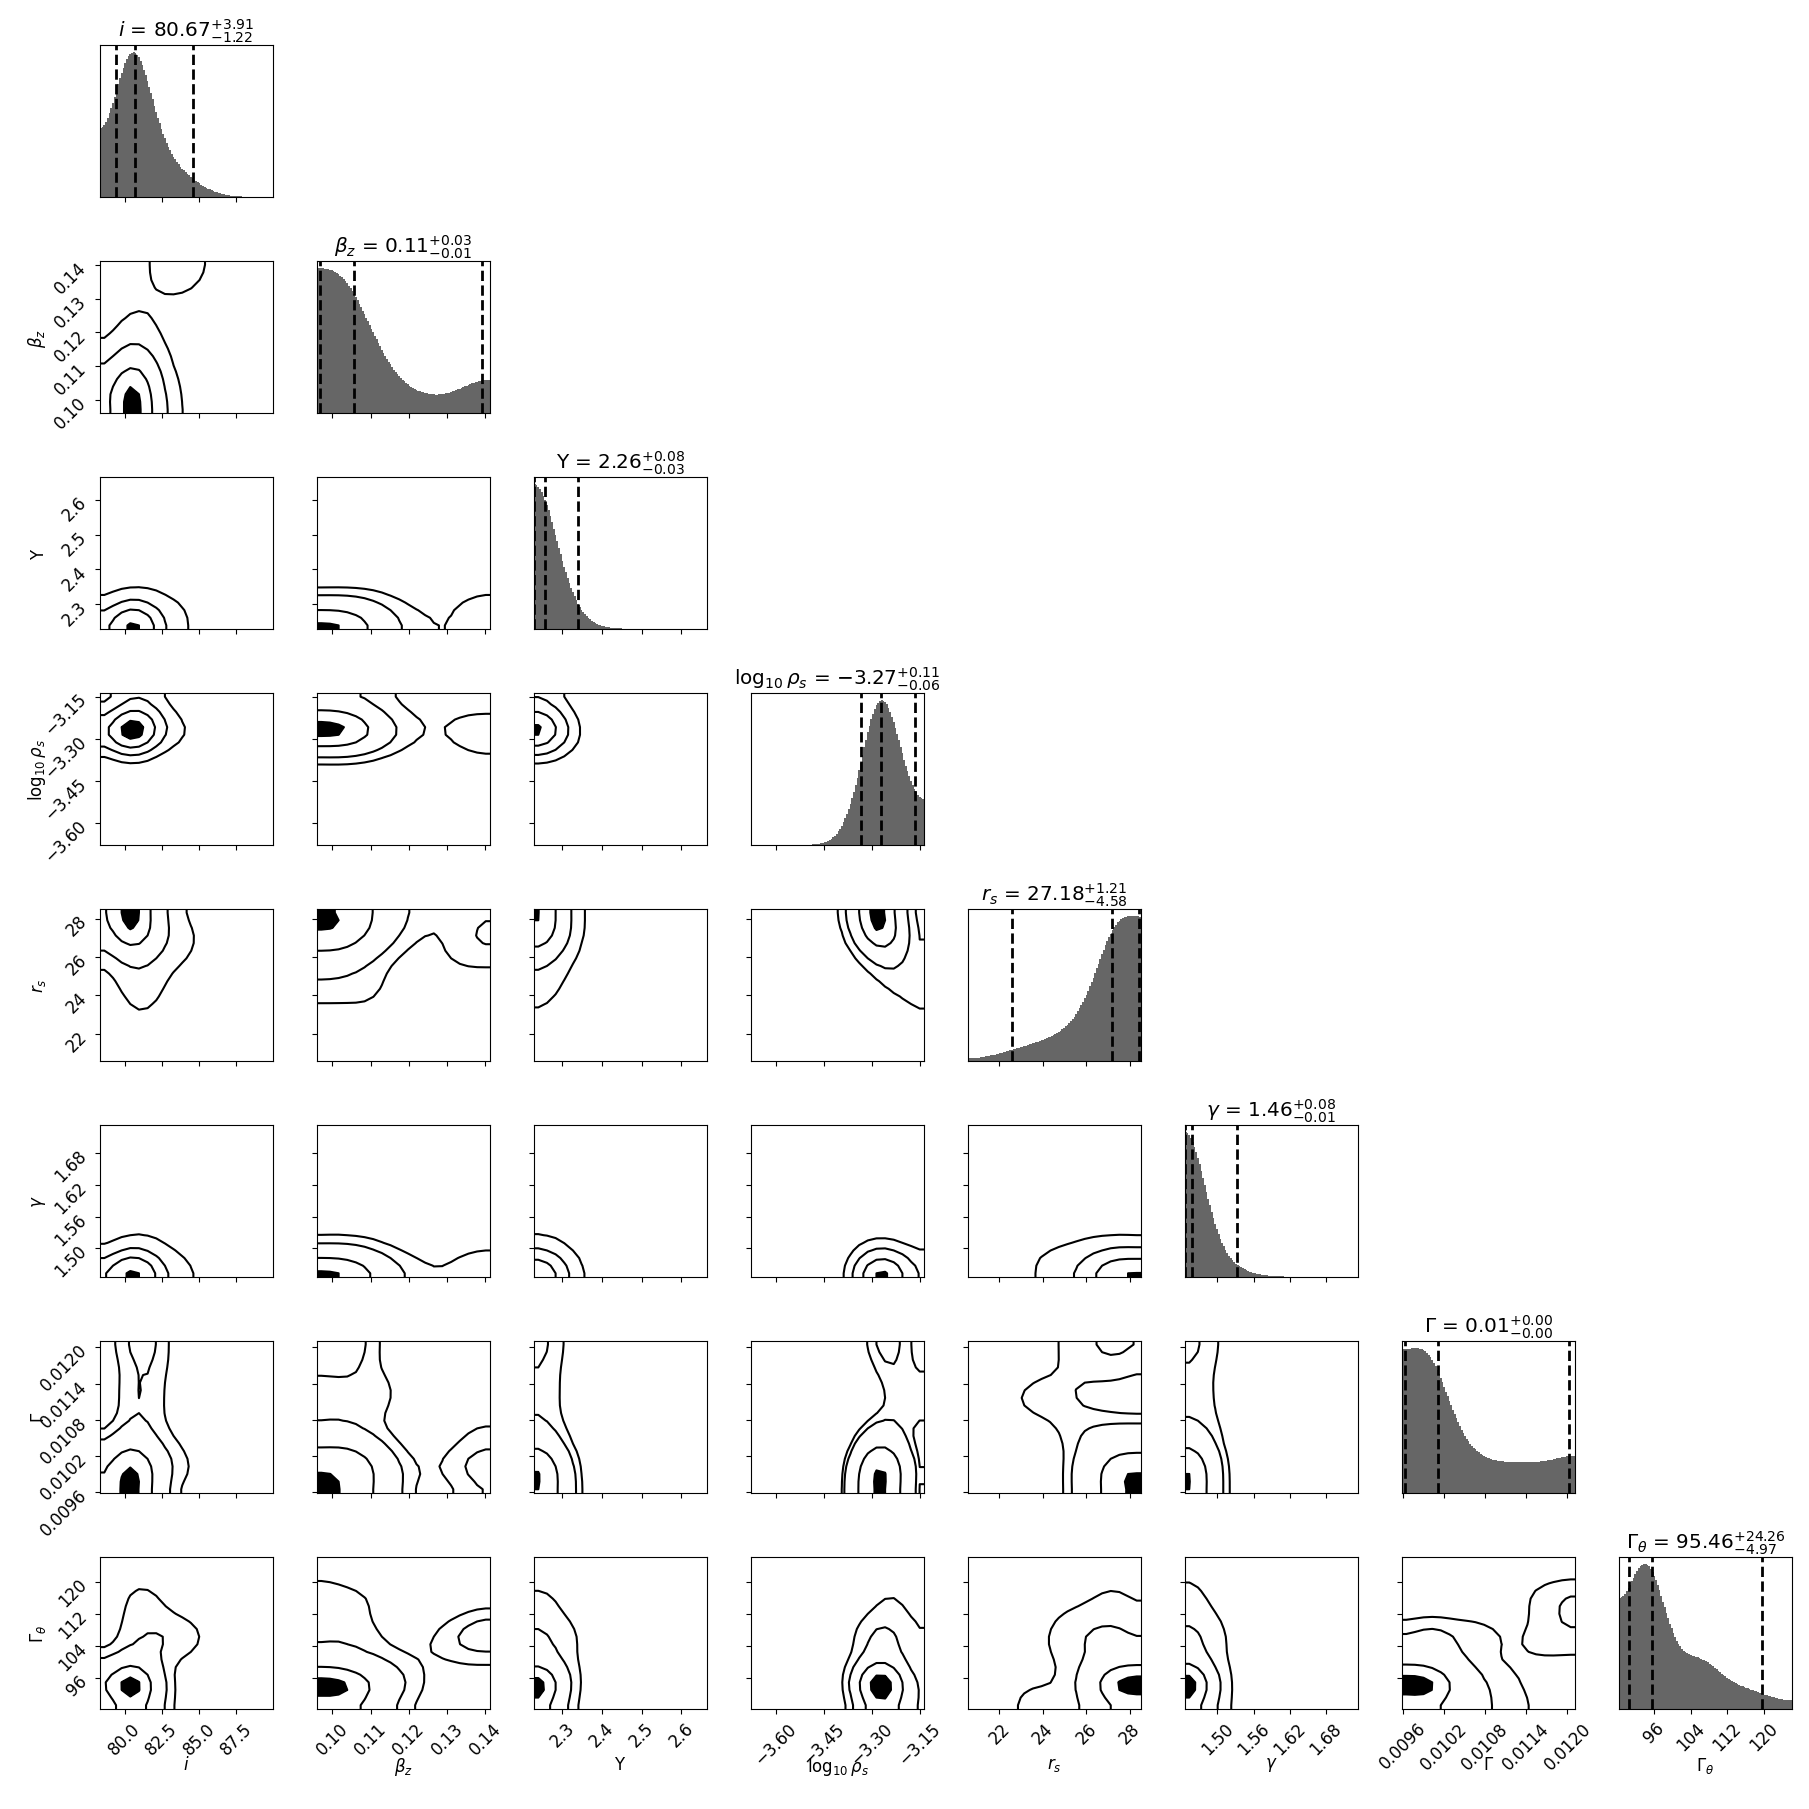 i = 80.67 +3.91 −1.22
β_z = 0.11 +0.03 −0.01
0.14
0.13
0.12
0.11
0.10
β_z
Υ = 2.26 +0.08 −0.03
2.6
2.5
2.4
2.3
Υ
log₁₀ ρ_s = −3.27 +0.11 −0.06
−3.15
−3.30
−3.45
−3.60
log₁₀ ρ_s
r_s = 27.18 +1.21 −4.58
28
26
24
22
r_s
γ = 1.46 +0.08 −0.01
1.68
1.62
1.56
1.50
γ
Γ = 0.01 +0.00 −0.00
0.0120
0.0114
0.0108
0.0102
0.0096
Γ
Γ_θ = 95.46 +24.26 −4.97
120
112
104
96
Γ_θ
80.0 82.5 85.0 87.5
0.10 0.11 0.12 0.13 0.14
2.3 2.4 2.5 2.6
−3.60 −3.45 −3.30 −3.15
22 24 26 28
1.50 1.56 1.62 1.68
0.0096 0.0102 0.0108 0.0114 0.0120
96 104 112 120
i β_z Υ log₁₀ ρ_s r_s γ Γ Γ_θ